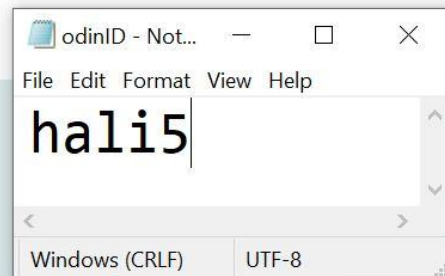 odinID - Not...
File Edit Format View Help
hali5
Windows (CRLF) UTF-8